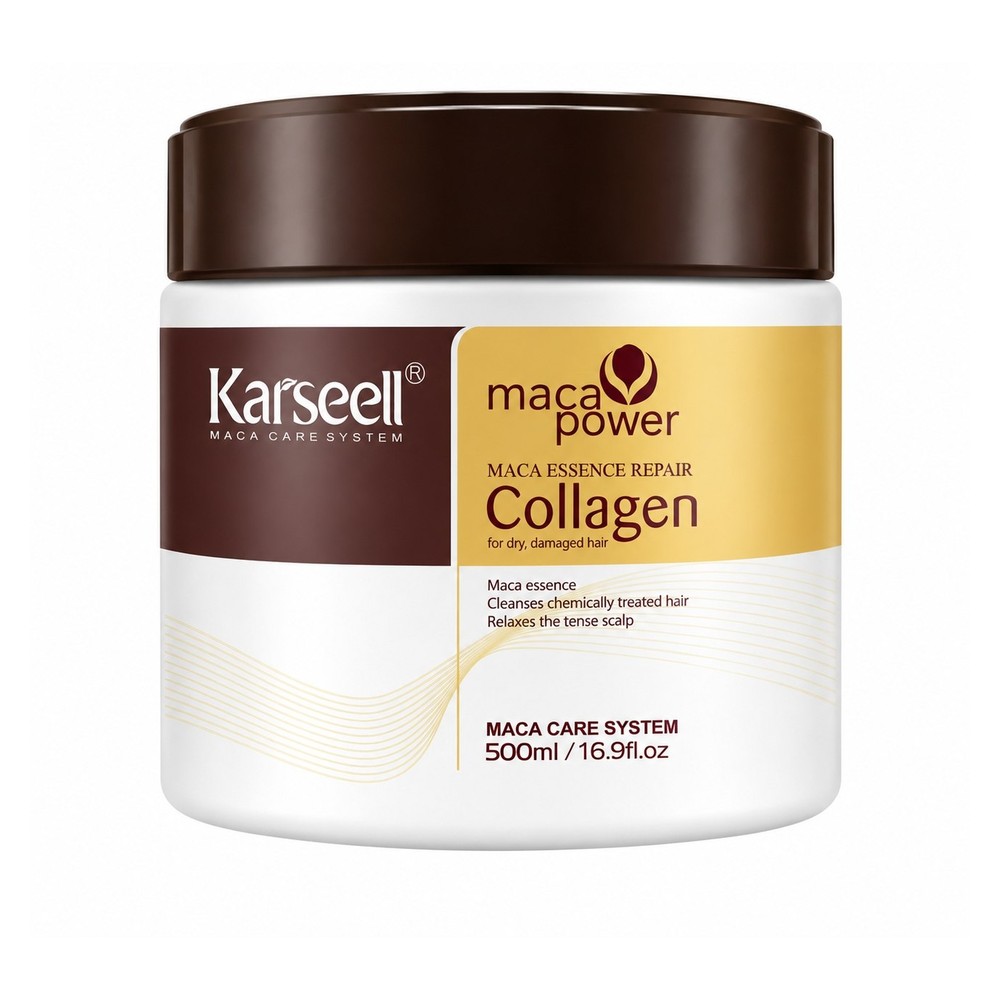 Karseell®
MACA CARE SYSTEM
maca
power
MACA ESSENCE REPAIR
Collagen
for dry, damaged hair
Maca essence
Cleanses chemically treated hair
Relaxes the tense scalp
MACA CARE SYSTEM
500ml / 16.9fl.oz